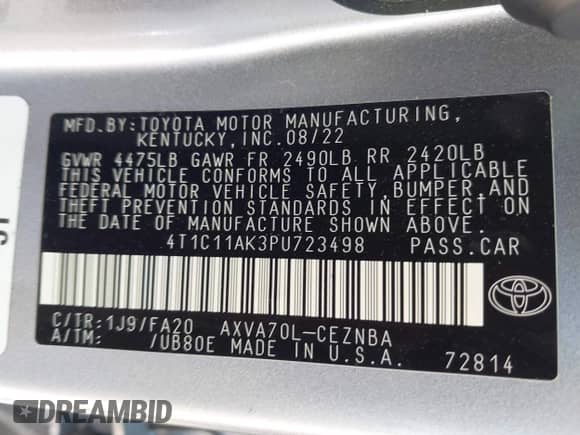 MFD.BY:TOYOTA MOTOR MANUFACTURING,
KENTUCKY,INC.08/22
GVWR 4475LB GAWR FR 2490LB RR 2420LB
THIS VEHICLE CONFORMS TO ALL APPLICABLE
FEDERAL MOTOR VEHICLE SAFETY,BUMPER,AND
THEFT PREVENTION STANDARDS IN EFFECT ON
THE DATE OF MANUFACTURE SHOWN ABOVE.
4T1C11AK3PU723498 PASS.CAR
C/TR:1J9/FA20 AXVA70L-CEZNBA
A/TM: /UB80E MADE IN U.S.A.
72814
TOYOTA
DREAMBID